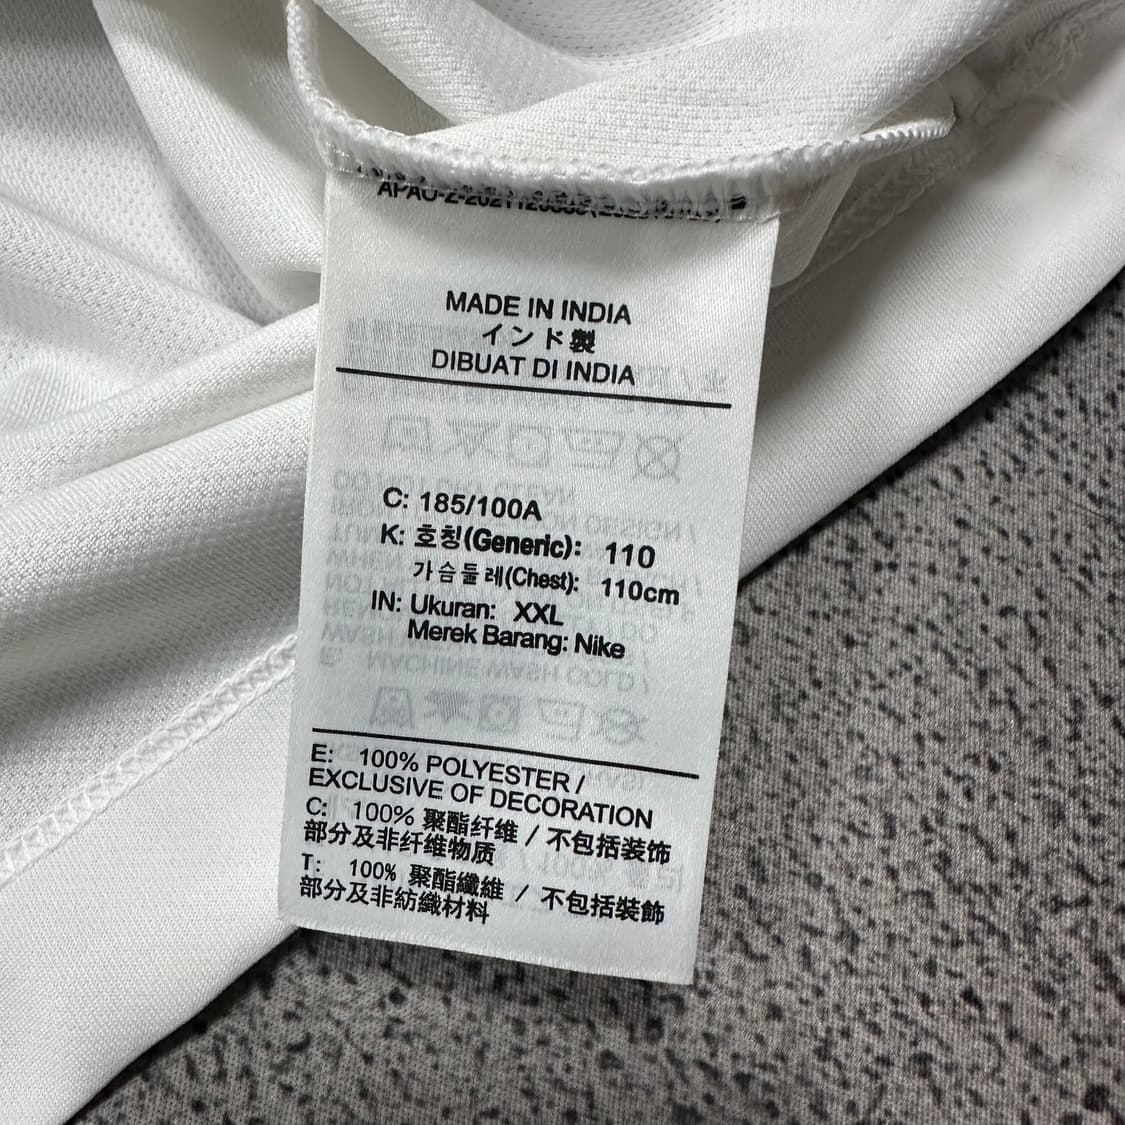 MADE IN INDIA
インド製
DIBUAT DI INDIA
C: 185/100A
K: 호칭(Generic): 110
가슴둘레(Chest): 110cm
IN: Ukuran: XXL
Merek Barang: Nike
E: 100% POLYESTER /
EXCLUSIVE OF DECORATION
C: 100% 聚酯纤维 / 不包括装饰
部分及非纤维物质
T: 100% 聚酯纖維 / 不包括裝飾
部分及非紡織材料